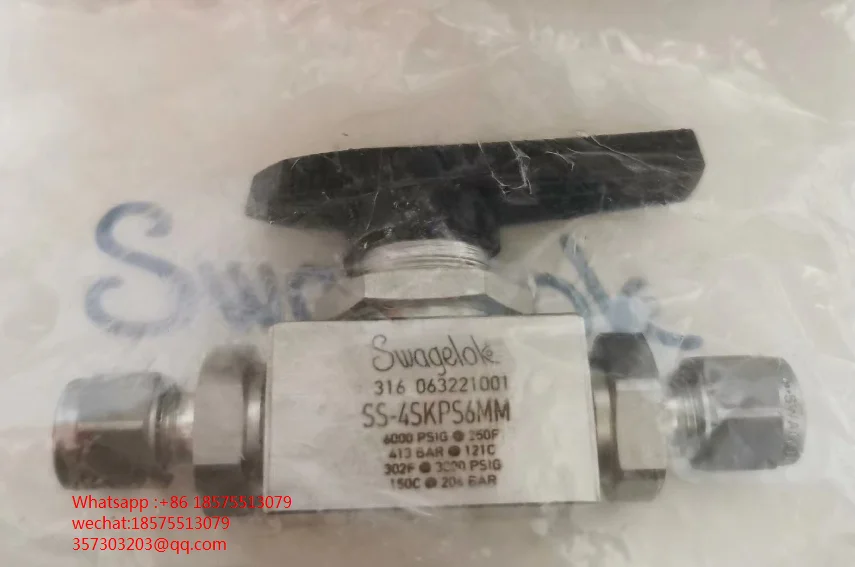 Swagelok
Swagelok
316 063221001
SS-4SKPS6MM
6000 PSIG @ 250F
413 BAR @ 121C
302F @ 3000 PSIG
150C @ 206 BAR
Whatsapp :+86 18575513079
wechat:18575513079
357303203@qq.com